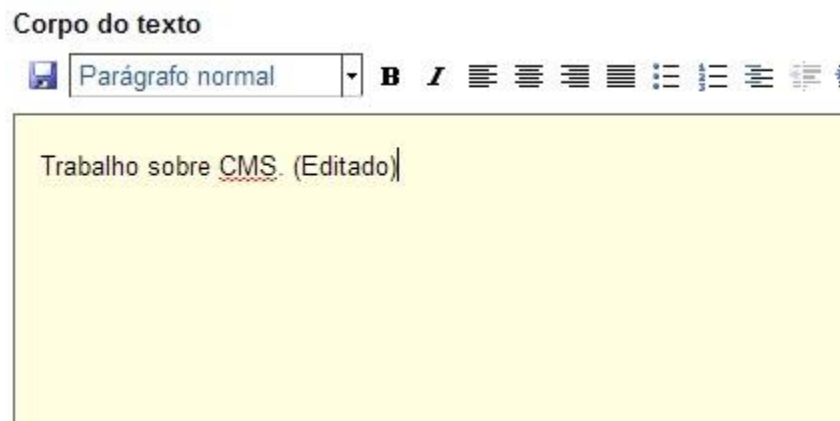 Corpo do texto
Parágrafo normal B I
Trabalho sobre CMS. (Editado)